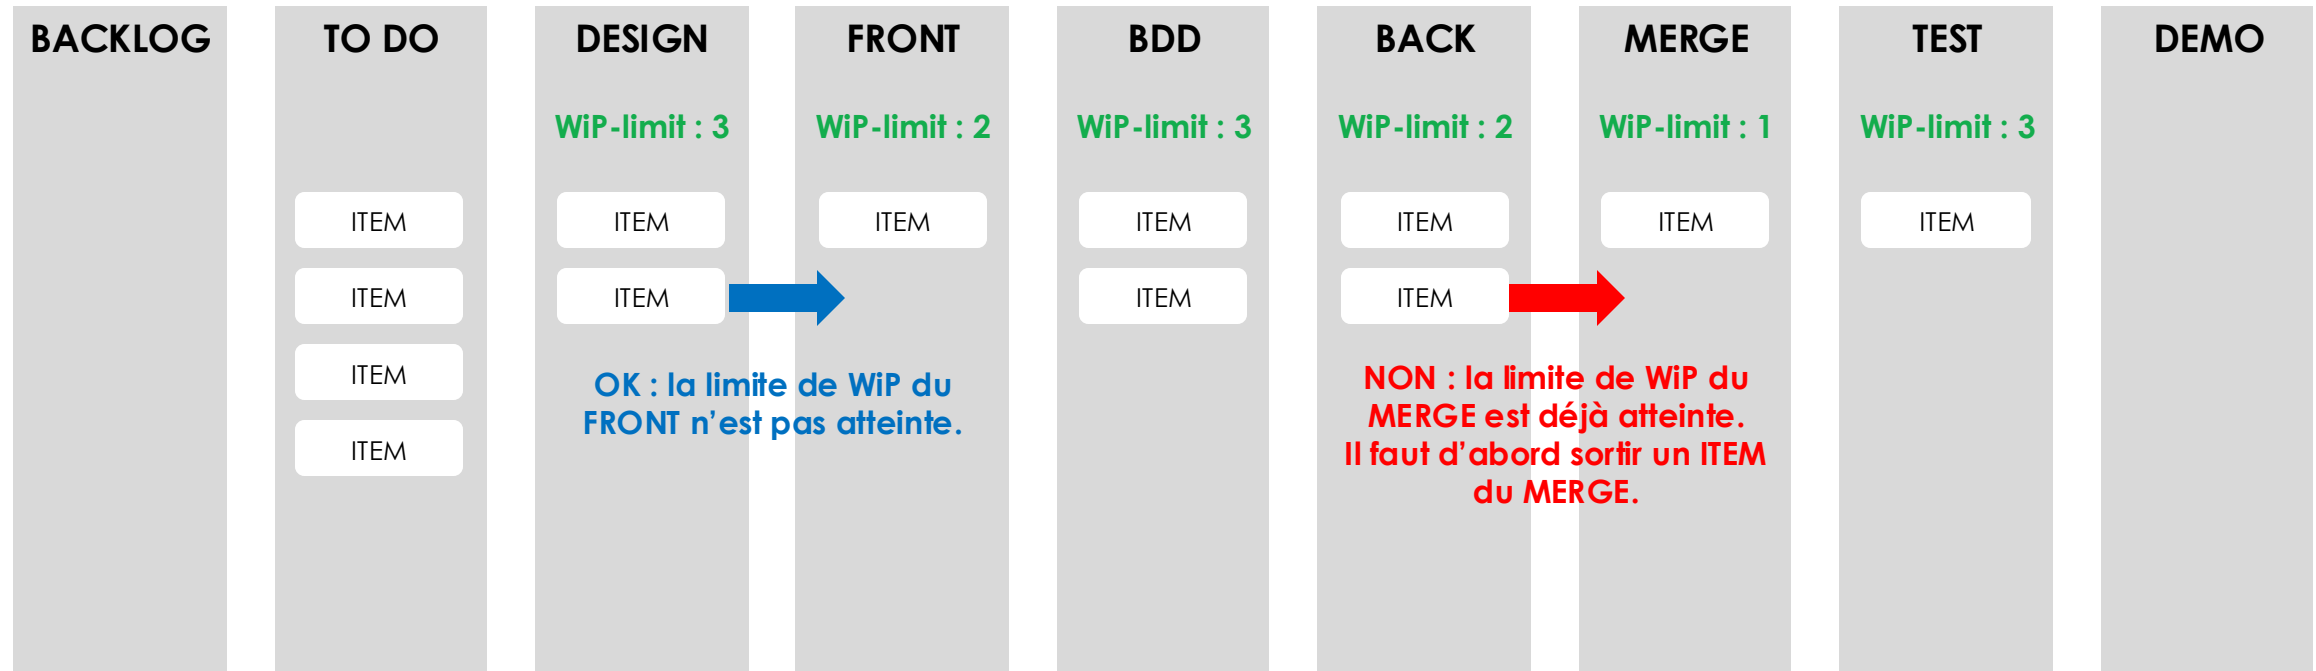 BACKLOG
TO DO
DESIGN
FRONT
BDD
BACK
MERGE
TEST
DEMO
WiP-limit : 3
WiP-limit : 2
WiP-limit : 3
WiP-limit : 2
WiP-limit : 1
WiP-limit : 3
ITEM
ITEM
ITEM
ITEM
ITEM
ITEM
ITEM
ITEM
ITEM
ITEM
ITEM
ITEM
ITEM
OK : la limite de WiP du
FRONT n’est pas atteinte.
NON : la limite de WiP du
MERGE est déjà atteinte.
Il faut d’abord sortir un ITEM
du MERGE.